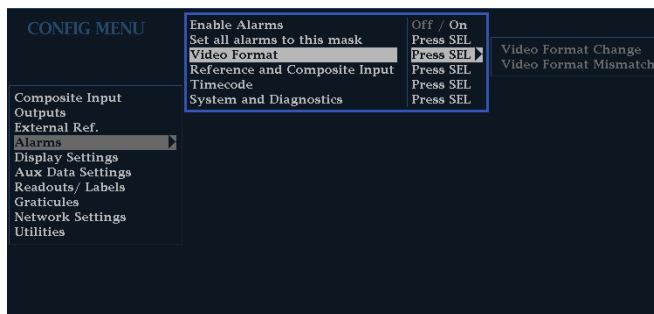 CONFIG MENU
Composite Input
Outputs
External Ref.
Alarms
Display Settings
Aux Data Settings
Readouts/ Labels
Graticules
Network Settings
Utilities
Enable Alarms Off / On
Set all alarms to this mask Press SEL
Video Format Press SEL
Reference and Composite Input Press SEL
Timecode Press SEL
System and Diagnostics Press SEL
Video Format Change
Video Format Mismatch